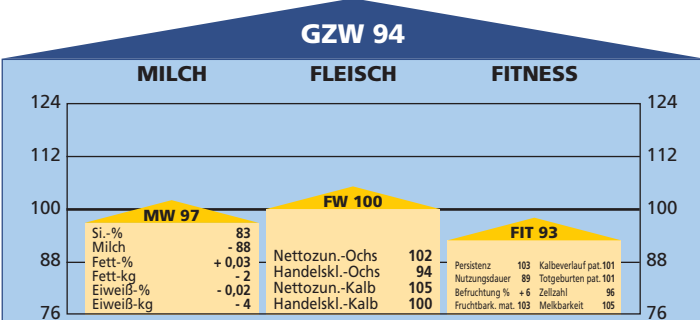 GZW 94
MILCH FLEISCH FITNESS
124 124
112 112
100 100
88 88
76 76
MW 97
Si.-% 83
Milch - 88
Fett-% + 0,03
Fett-kg - 2
Eiweiß-% - 0,02
Eiweiß-kg - 4
FW 100
Nettozun.-Ochs 102
Handelskl.-Ochs 94
Nettozun.-Kalb 105
Handelskl.-Kalb 100
FIT 93
Persistenz 103 Kalbeverlauf pat. 101
Nutzungsdauer 89 Totgeburten pat. 101
Befruchtung % + 6 Zellzahl 96
Fruchtbark. mat. 103 Melkbarkeit 105